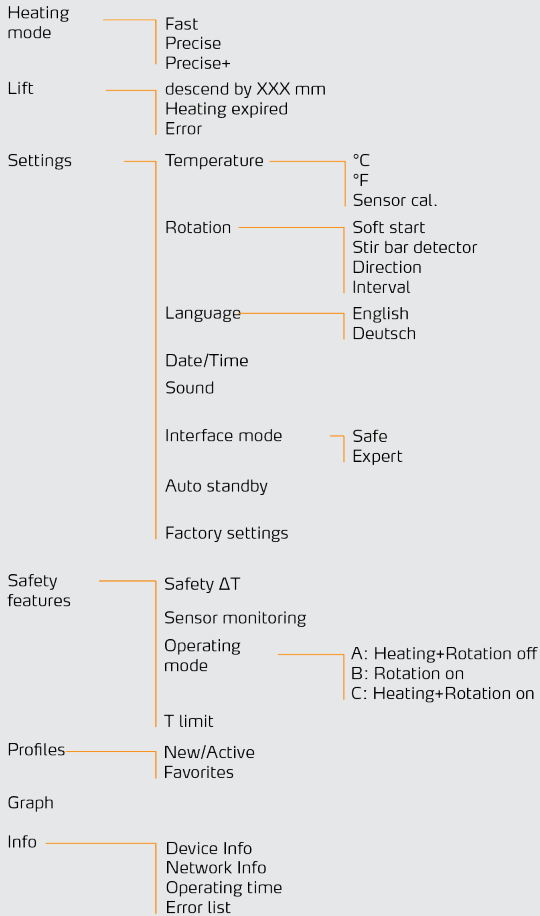 Heating
mode
Fast
Precise
Precise+
Lift
descend by XXX mm
Heating expired
Error
Settings
Temperature
°C
°F
Sensor cal.
Rotation
Soft start
Stir bar detector
Direction
Interval
Language
English
Deutsch
Date/Time
Sound
Interface mode
Safe
Expert
Auto standby
Factory settings
Safety
features
Safety ΔT
Sensor monitoring
Operating
mode
A: Heating+Rotation off
B: Rotation on
C: Heating+Rotation on
T limit
Profiles
New/Active
Favorites
Graph
Info
Device Info
Network Info
Operating time
Error list